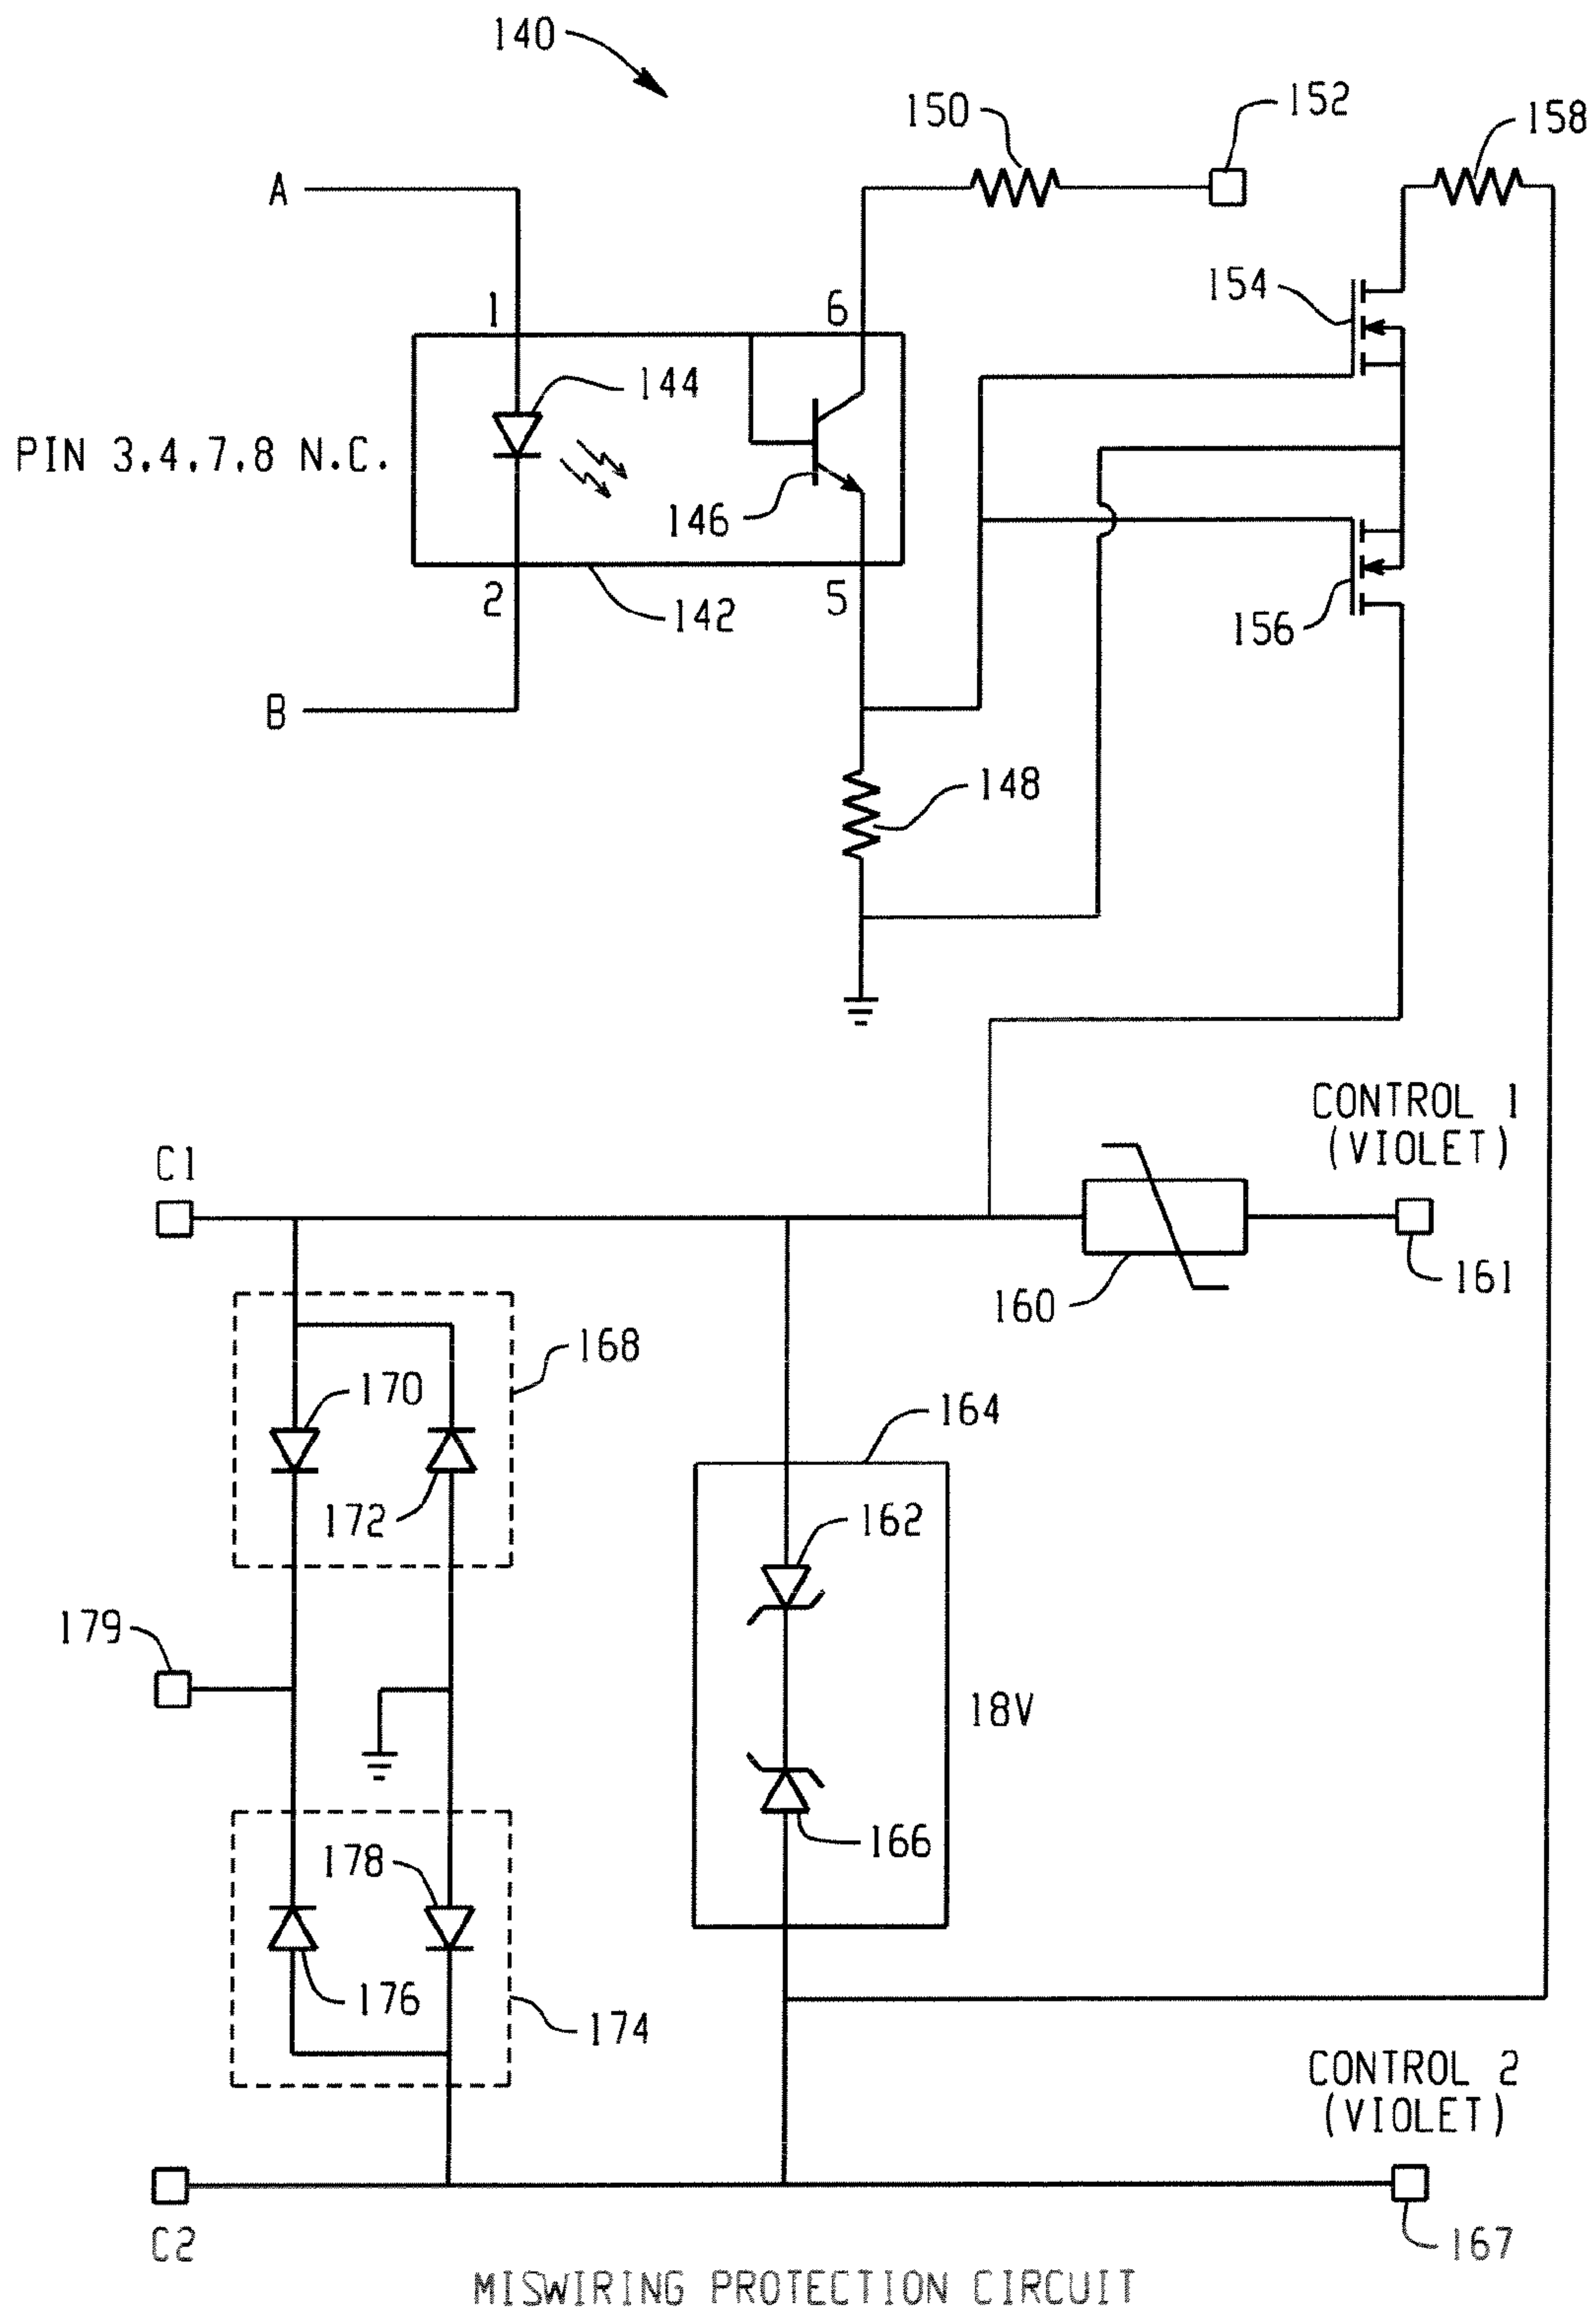 140
150
152
158
A
154
1
6
144
PIN 3,4,7,8 N.C.
146
2
5
142
156
B
148
CONTROL 1
(VIOLET)
C1
161
160
168
170
164
172
162
179
18V
178
166
176
174
CONTROL 2
(VIOLET)
C2
167
MISWIRING PROTECTION CIRCUIT